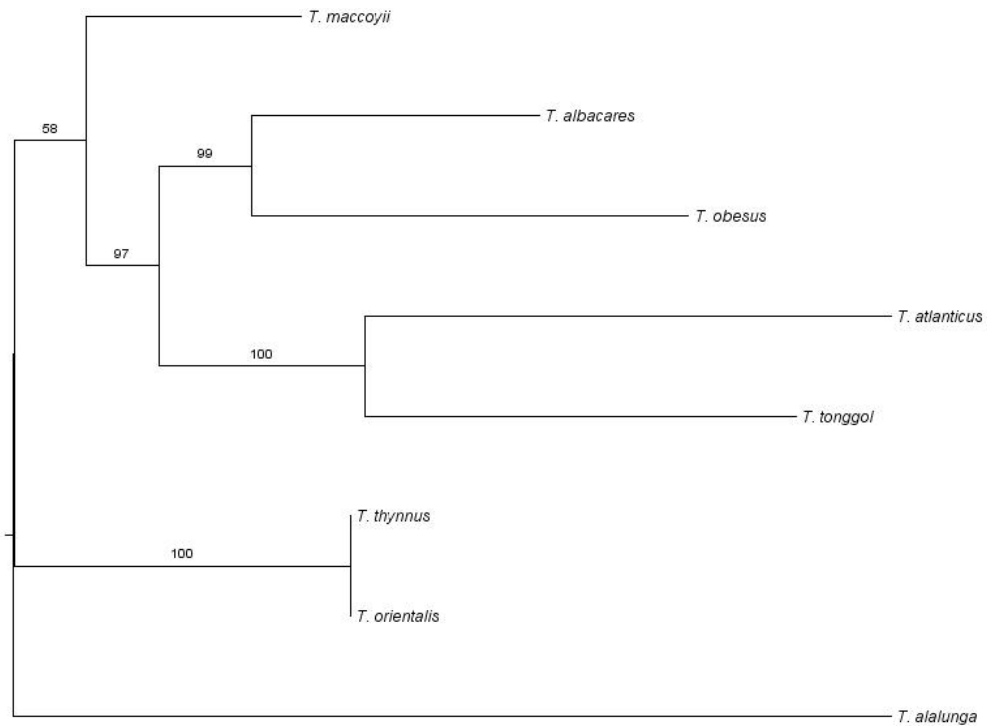 T. maccoyii
T. albacares
58
99
T. obesus
97
T. atlanticus
100
T. tonggol
T. thynnus
100
T. orientalis
T. alalunga